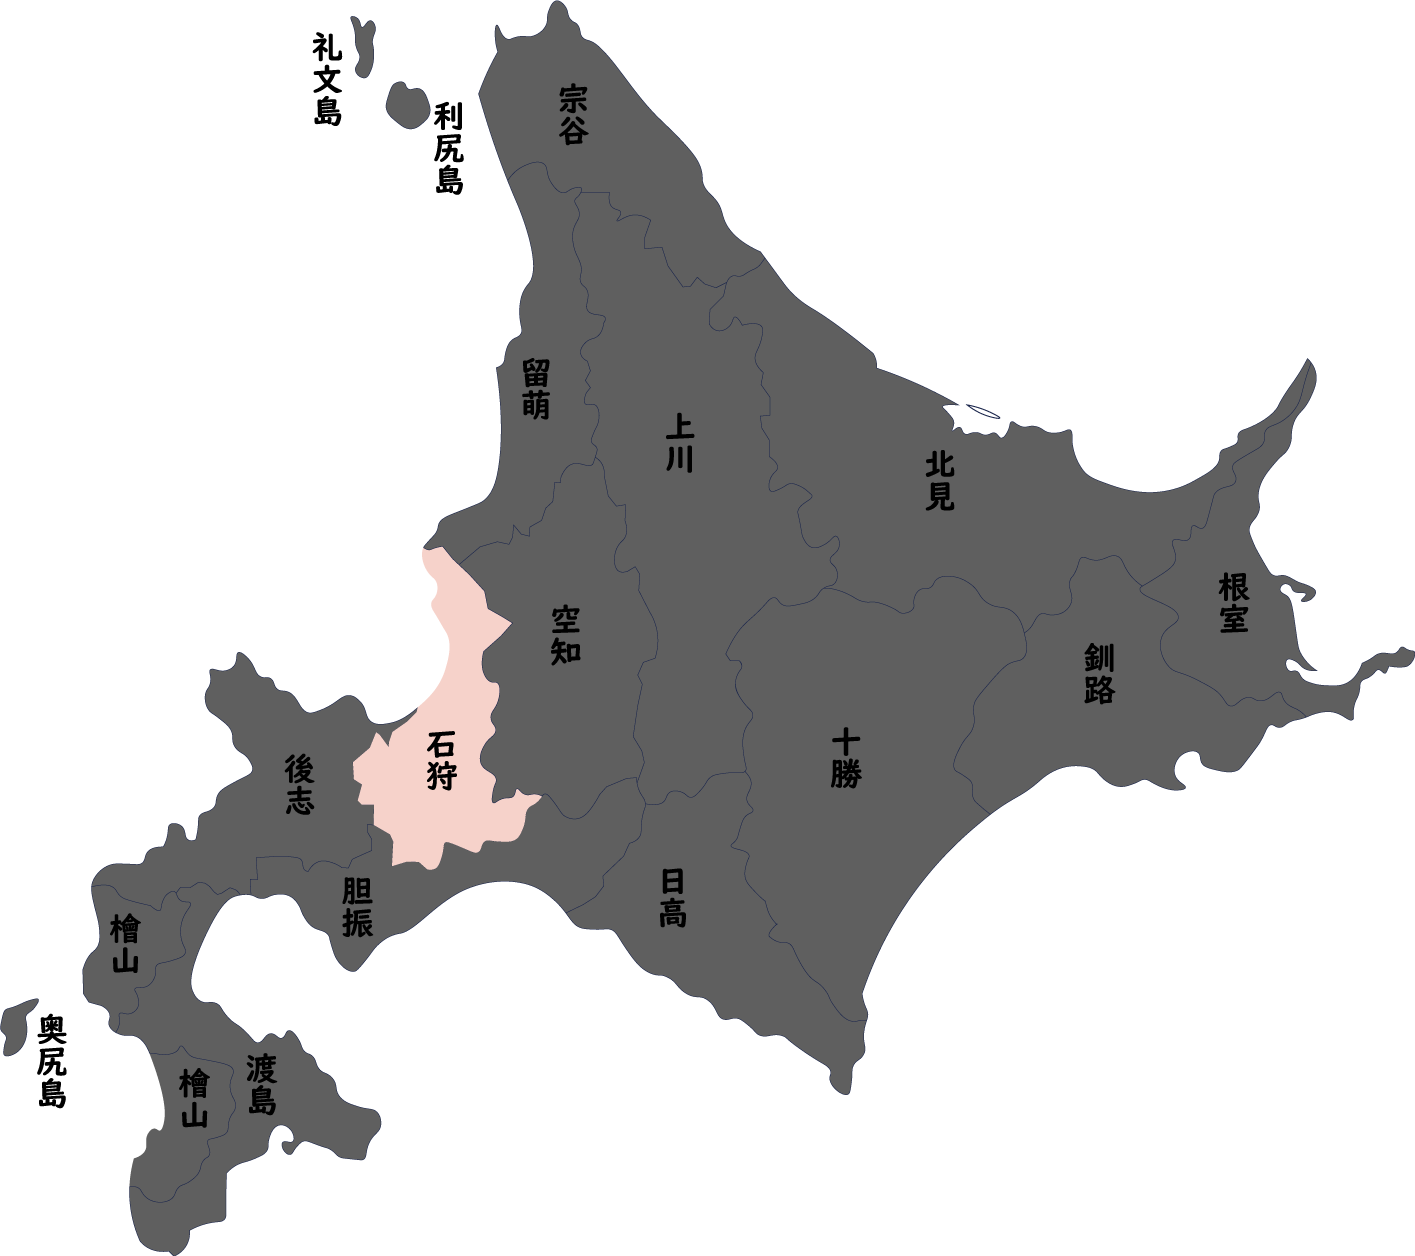 礼文島
利尻島
宗谷
留萌
上川
北見
空知
根室
釧路
石狩
後志
十勝
胆振
日高
檜山
奥尻島
檜山
渡島